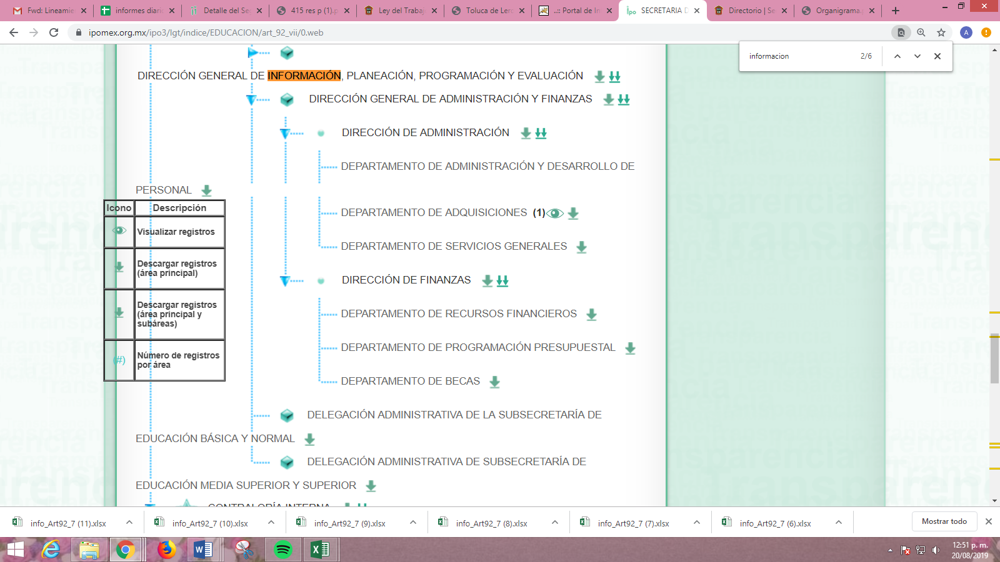 Fwd: Lineamie
informes diari
Detalle del Se
415 res p (1).p
Ley del Trabaj
Toluca de Lerd
..:: Portal de In
SECRETARIA D
Directorio | Se
Organigrama.
ipomex.org.mx/ipo3/lgt/indice/EDUCACION/art_92_vii/0.web
A
informacion 2/6
DIRECCIÓN GENERAL DE INFORMACIÓN, PLANEACIÓN, PROGRAMACIÓN Y EVALUACIÓN
DIRECCIÓN GENERAL DE ADMINISTRACIÓN Y FINANZAS
DIRECCIÓN DE ADMINISTRACIÓN
DEPARTAMENTO DE ADMINISTRACIÓN Y DESARROLLO DE
PERSONAL
Icono Descripción
DEPARTAMENTO DE ADQUISICIONES (1)
Visualizar registros
DEPARTAMENTO DE SERVICIOS GENERALES
Descargar registros
(área principal)
DIRECCIÓN DE FINANZAS
Descargar registros
(área principal y
subáreas)
DEPARTAMENTO DE RECURSOS FINANCIEROS
DEPARTAMENTO DE PROGRAMACIÓN PRESUPUESTAL
(#) Número de registros
por área
DEPARTAMENTO DE BECAS
DELEGACIÓN ADMINISTRATIVA DE LA SUBSECRETARÍA DE
EDUCACIÓN BÁSICA Y NORMAL
DELEGACIÓN ADMINISTRATIVA DE SUBSECRETARÍA DE
EDUCACIÓN MEDIA SUPERIOR Y SUPERIOR
CONTRALORÍA INTERNA
info_Art92_7 (11).xlsx
info_Art92_7 (10).xlsx
info_Art92_7 (9).xlsx
info_Art92_7 (8).xlsx
info_Art92_7 (7).xlsx
info_Art92_7 (6).xlsx
Mostrar todo
12:51 p. m.
20/08/2019